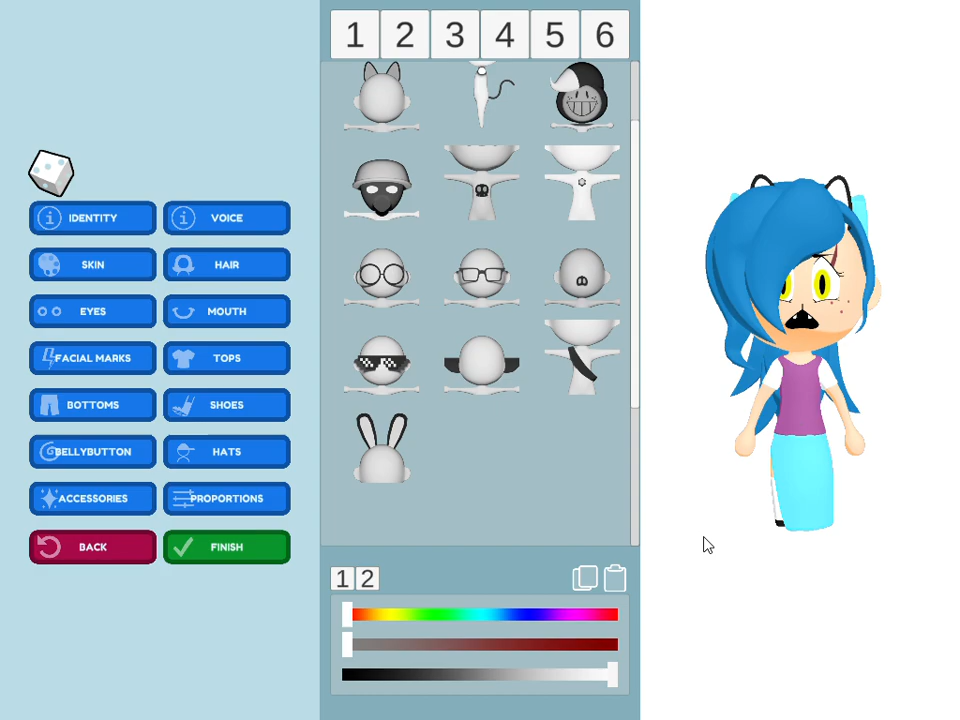 1 2 3 4 5 6
IDENTITY
VOICE
SKIN
HAIR
EYES
MOUTH
FACIAL MARKS
TOPS
BOTTOMS
SHOES
BELLYBUTTON
HATS
ACCESSORIES
PROPORTIONS
BACK
FINISH
1 2